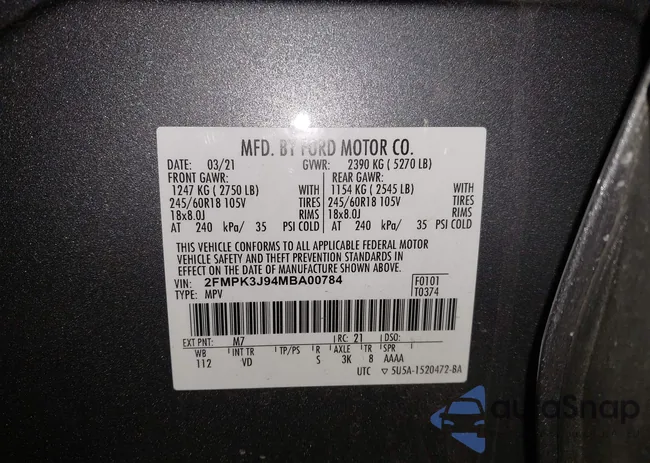 MFD. BY FORD MOTOR CO.
DATE: 03/21 GVWR: 2390 KG (5270 LB)
FRONT GAWR: REAR GAWR:
1247 KG (2750 LB) WITH 1154 KG (2545 LB) WITH
245/60R18 105V TIRES 245/60R18 105V TIRES
18x8.0J RIMS 18x8.0J RIMS
AT 240 kPa/ 35 PSI COLD AT 240 kPa/ 35 PSI COLD
THIS VEHICLE CONFORMS TO ALL APPLICABLE FEDERAL MOTOR
VEHICLE SAFETY AND THEFT PREVENTION STANDARDS IN
EFFECT ON THE DATE OF MANUFACTURE SHOWN ABOVE.
VIN: 2FMPK3J94MBA00784 F0101
TYPE: MPV T0374
EXT PNT: M7 RC: 21 DSO:
WB INT TR TP/PS R AXLE TR SPR
112 VD S 3K 8 AAAA
UTC ▽ 5U5A-1520472-BA
autoSnap